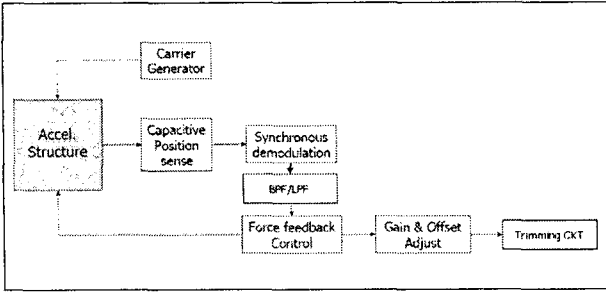 Carrier
Generator
Accel.
Structure
Capacitive
Position
sense
Synchronous
demodulation
BPF/LPF
Force feedback
Control
Gain & Offset
Adjust
Trimming CKT